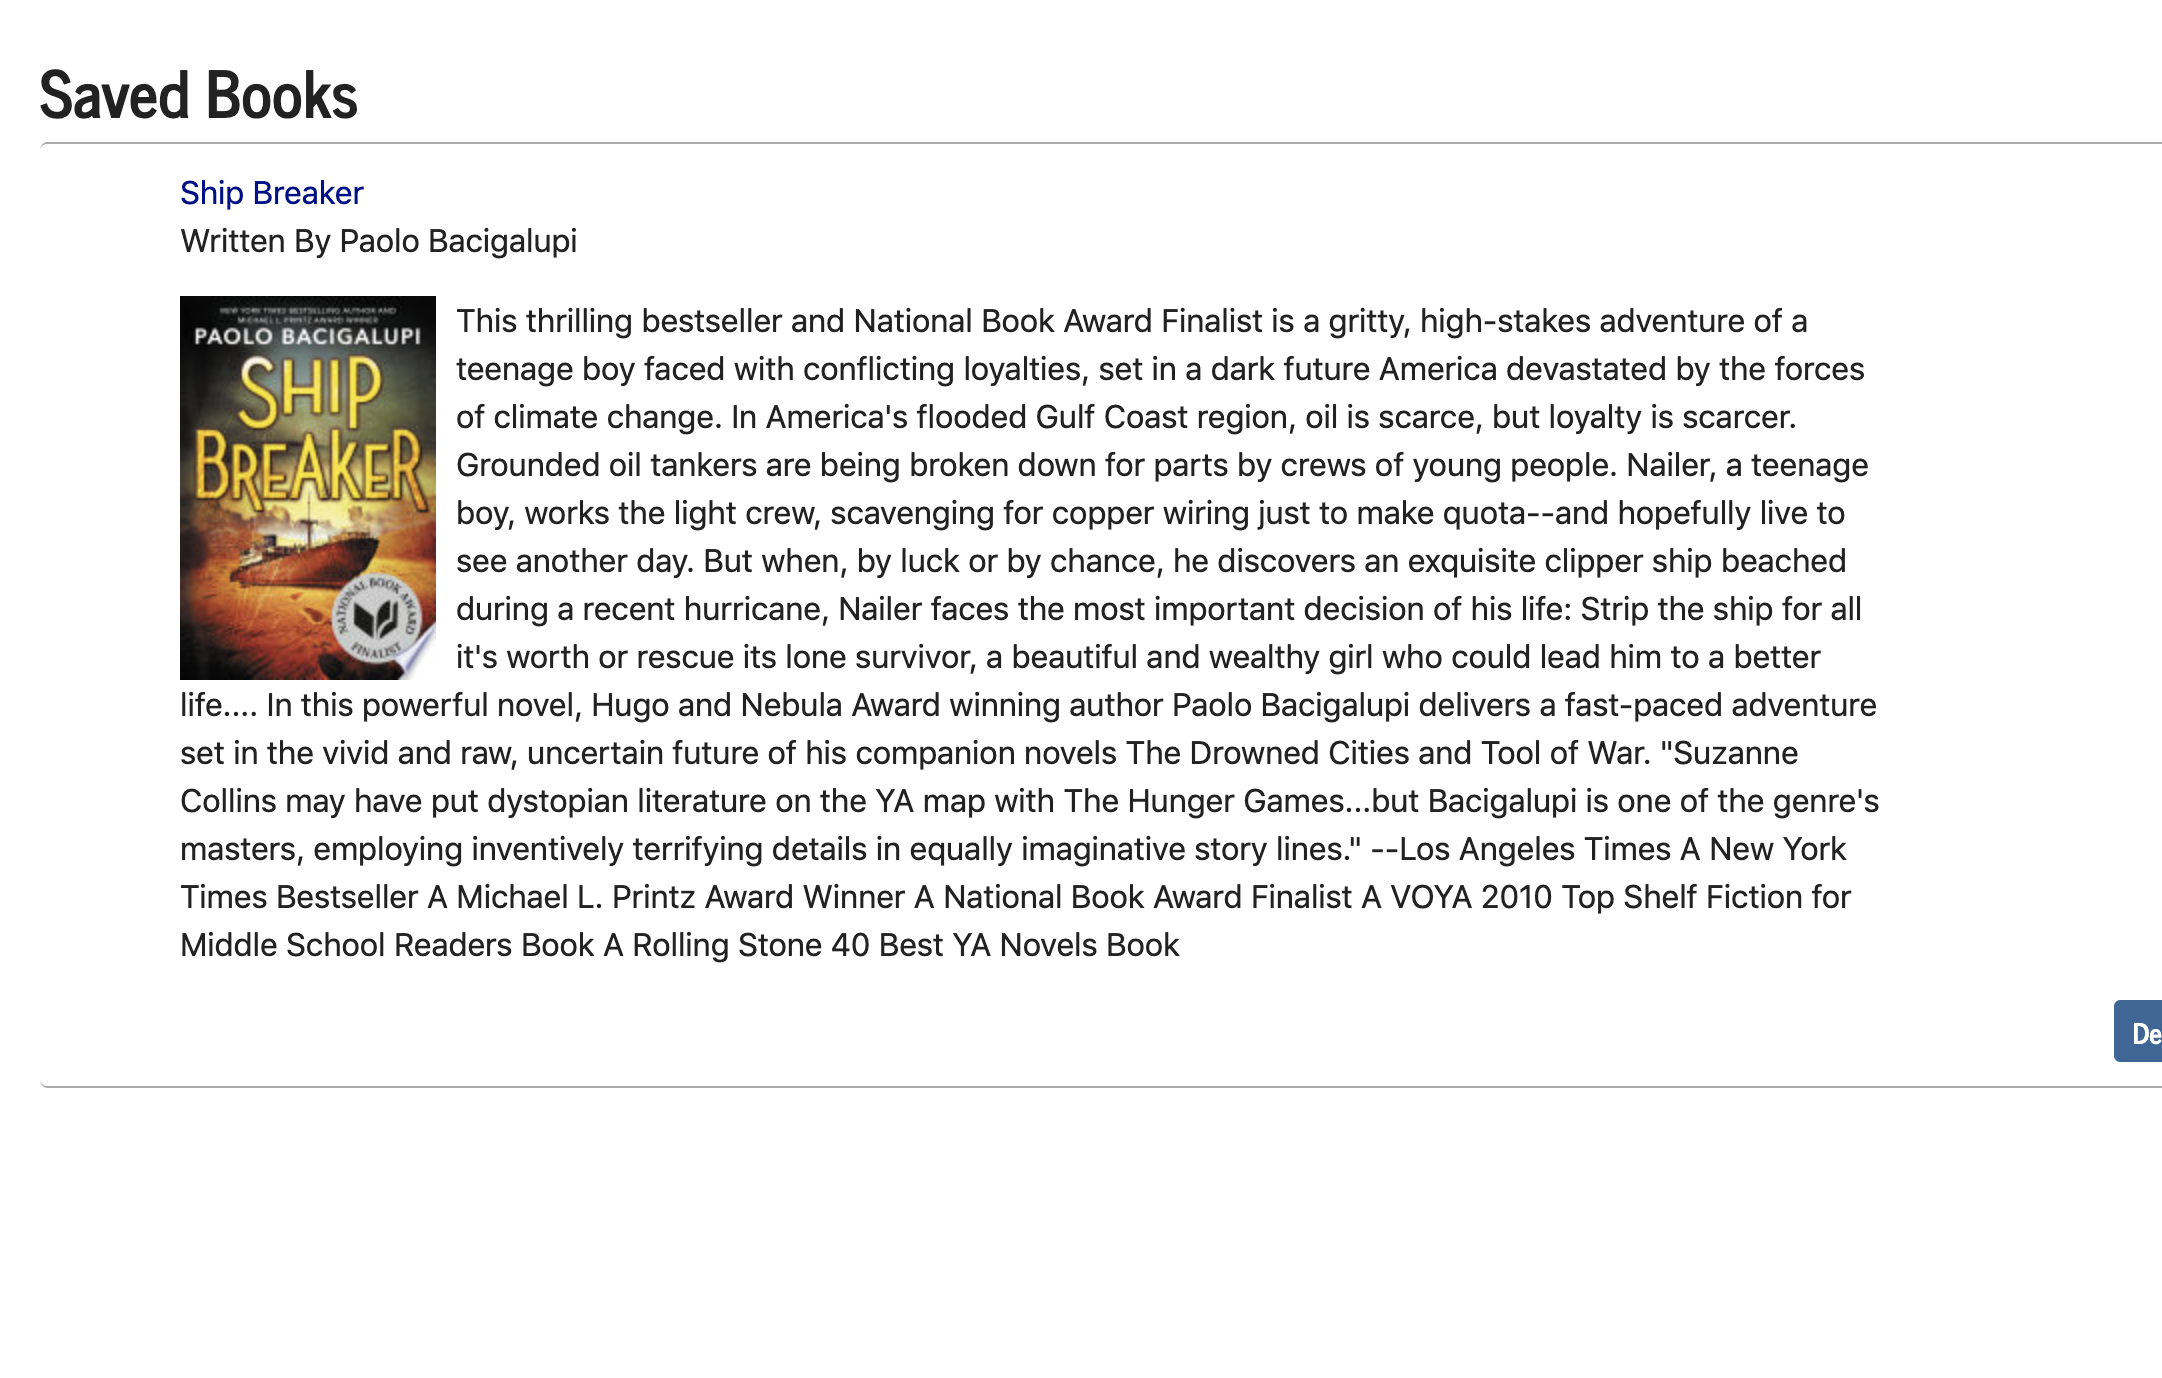 Saved Books
Ship Breaker
Written By Paolo Bacigalupi
NEW YORK TIMES BESTSELLING AUTHOR AND
MICHAEL L. PRINTZ AWARD WINNER
PAOLO BACIGALUPI
SHIP
BREAKER
NATIONAL BOOK AWARD
FINALIST
This thrilling bestseller and National Book Award Finalist is a gritty, high-stakes adventure of a
teenage boy faced with conflicting loyalties, set in a dark future America devastated by the forces
of climate change. In America's flooded Gulf Coast region, oil is scarce, but loyalty is scarcer.
Grounded oil tankers are being broken down for parts by crews of young people. Nailer, a teenage
boy, works the light crew, scavenging for copper wiring just to make quota--and hopefully live to
see another day. But when, by luck or by chance, he discovers an exquisite clipper ship beached
during a recent hurricane, Nailer faces the most important decision of his life: Strip the ship for all
it's worth or rescue its lone survivor, a beautiful and wealthy girl who could lead him to a better
life.... In this powerful novel, Hugo and Nebula Award winning author Paolo Bacigalupi delivers a fast-paced adventure
set in the vivid and raw, uncertain future of his companion novels The Drowned Cities and Tool of War. "Suzanne
Collins may have put dystopian literature on the YA map with The Hunger Games...but Bacigalupi is one of the genre's
masters, employing inventively terrifying details in equally imaginative story lines." --Los Angeles Times A New York
Times Bestseller A Michael L. Printz Award Winner A National Book Award Finalist A VOYA 2010 Top Shelf Fiction for
Middle School Readers Book A Rolling Stone 40 Best YA Novels Book
De